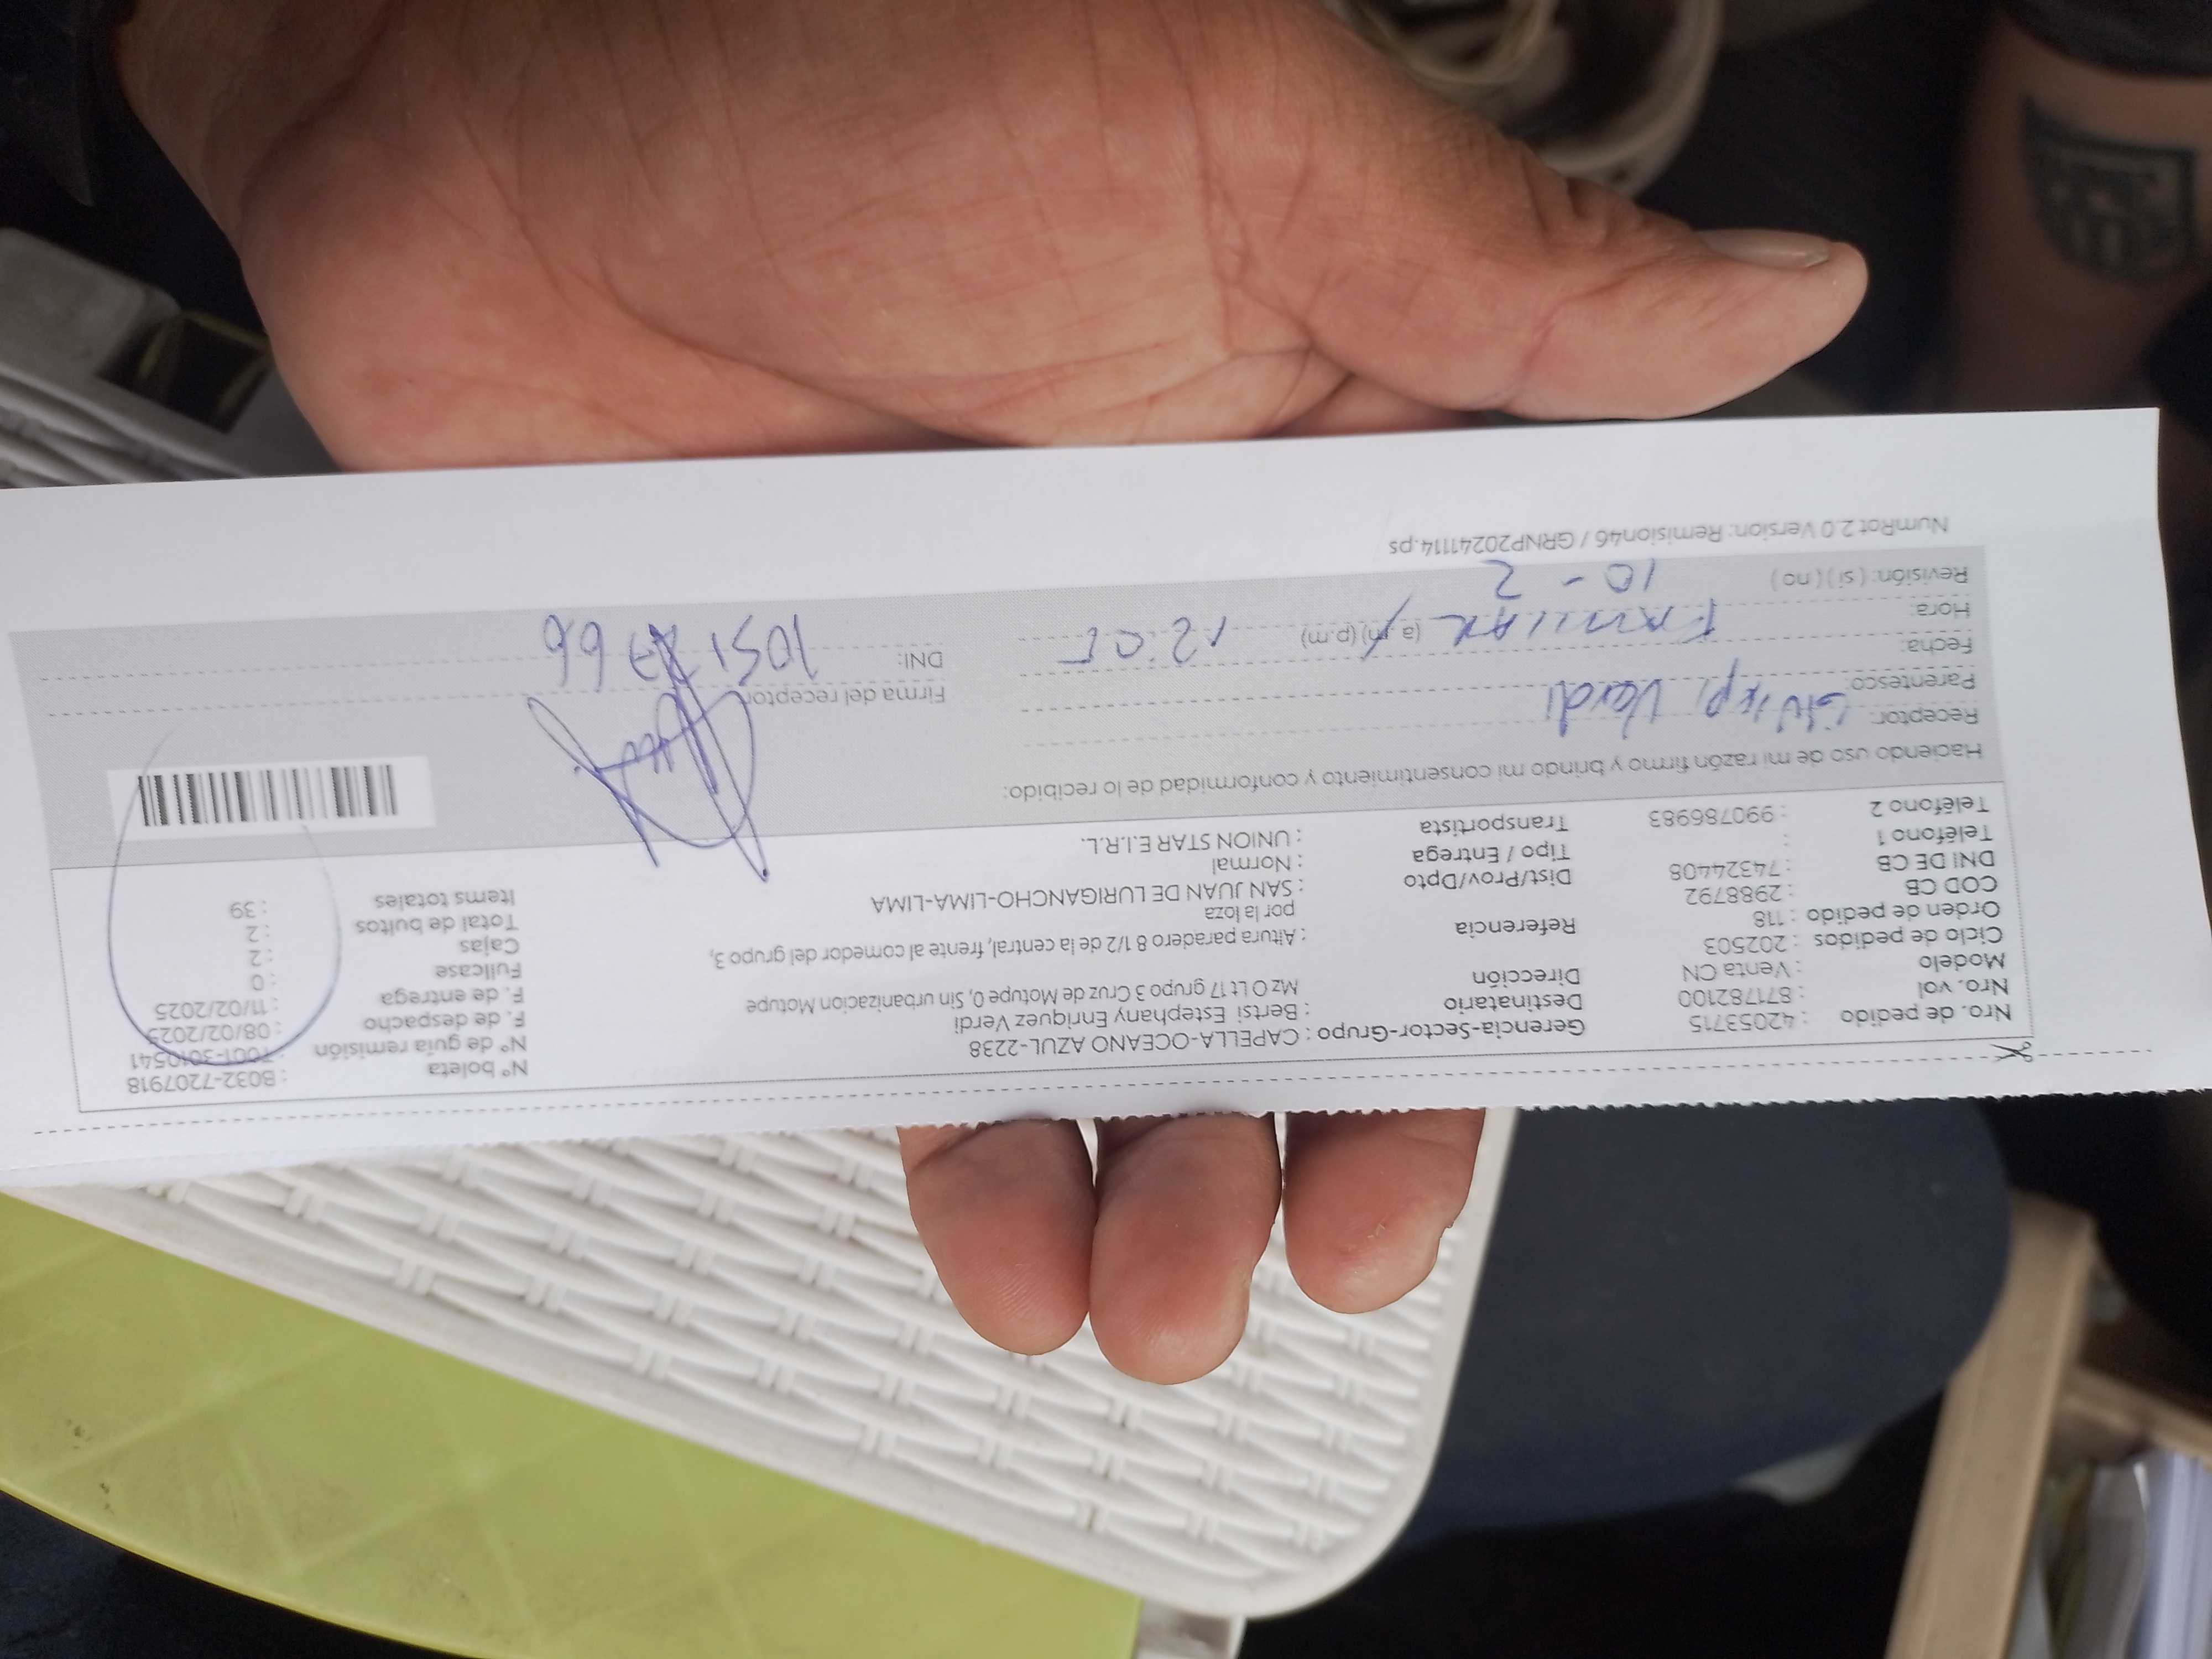 Nro. de pedido : 42053715
Nro. vol : 871782100
Modelo : Venta CN
Ciclo de pedidos : 202503
Orden de pedido : 118
COD CB : 2988792
DNI DE CB : 74324408
Teléfono 1 :
Teléfono 2 : 990786983
Gerencia-Sector-Grupo : CAPELLA-OCEANO AZUL-2238
Destinatario : Bertsi Estephany Enriquez Verdi
Dirección Mz O Lt 17 grupo 3 Cruz de Motupe 0, Sin urbanizacion Motupe
Referencia : Altura paradero 8 1/2 de la central, frente al comedor del grupo 3,
por la loza
Dist/Prov/Dpto : SAN JUAN DE LURIGANCHO-LIMA-LIMA
Tipo / Entrega : Normal
Transportista : UNION STAR E.I.R.L.
N° boleta : B032-7207918
N° de guía remisión : T001-3010541
F. de despacho : 08/02/2025
F. de entrega : 11/02/2025
Fullcase : 0
Cajas : 2
Total de bultos : 2
Items totales : 39
Haciendo uso de mi razón firmo y brindo mi consentimiento y conformidad de lo recibido:
Receptor: Verdi
Parentesco:
Fecha:
Hora: (a.m) (p.m) 12:05
Revisión: ( si ) ( no ) 10 - 2
Firma del receptor
DNI:
NumRot 2.0 Version: Remision46 / GRNP20241114.ps